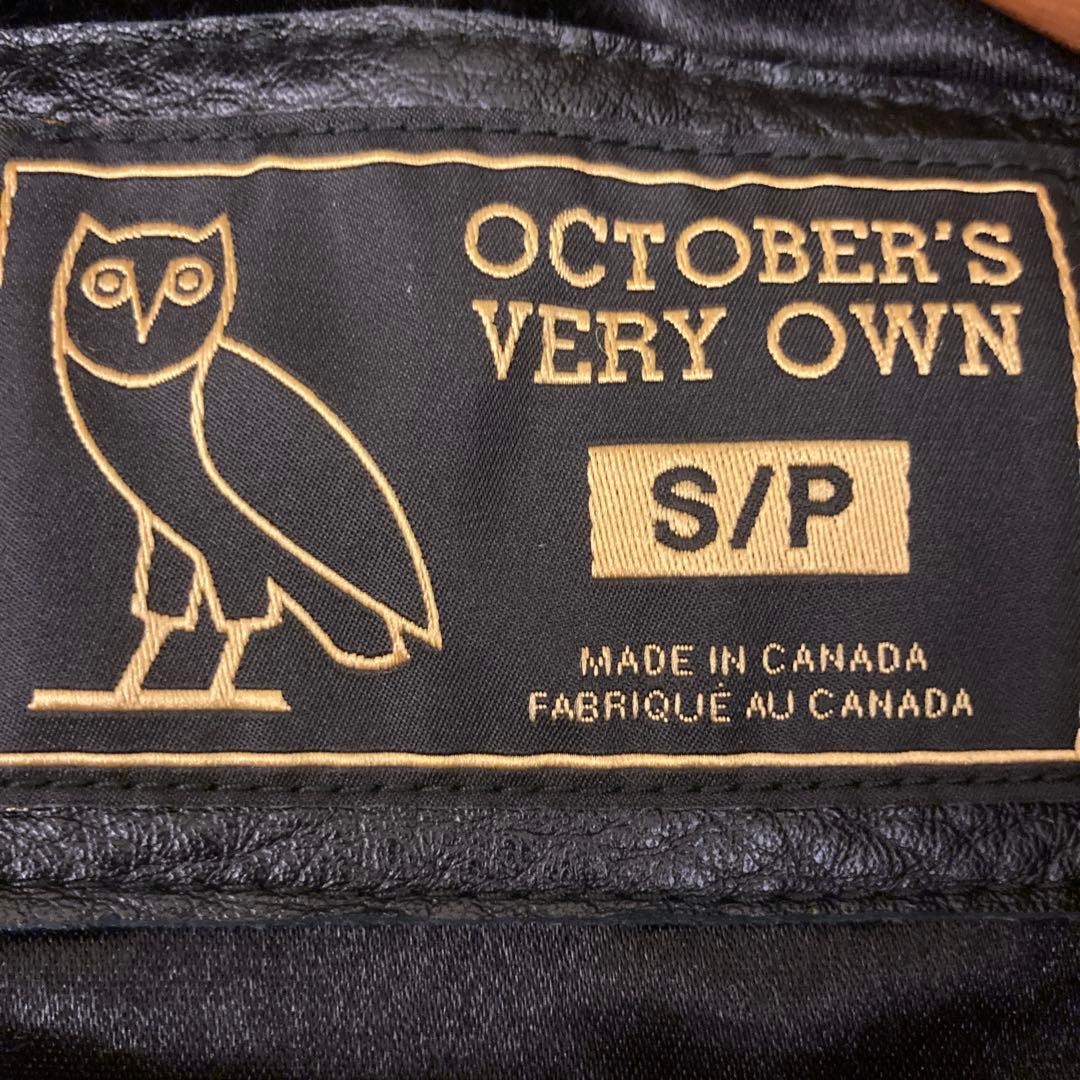 OCTOBER'S
VERY OWN
S/P
MADE IN CANADA
FABRIQUÉ AU CANADA